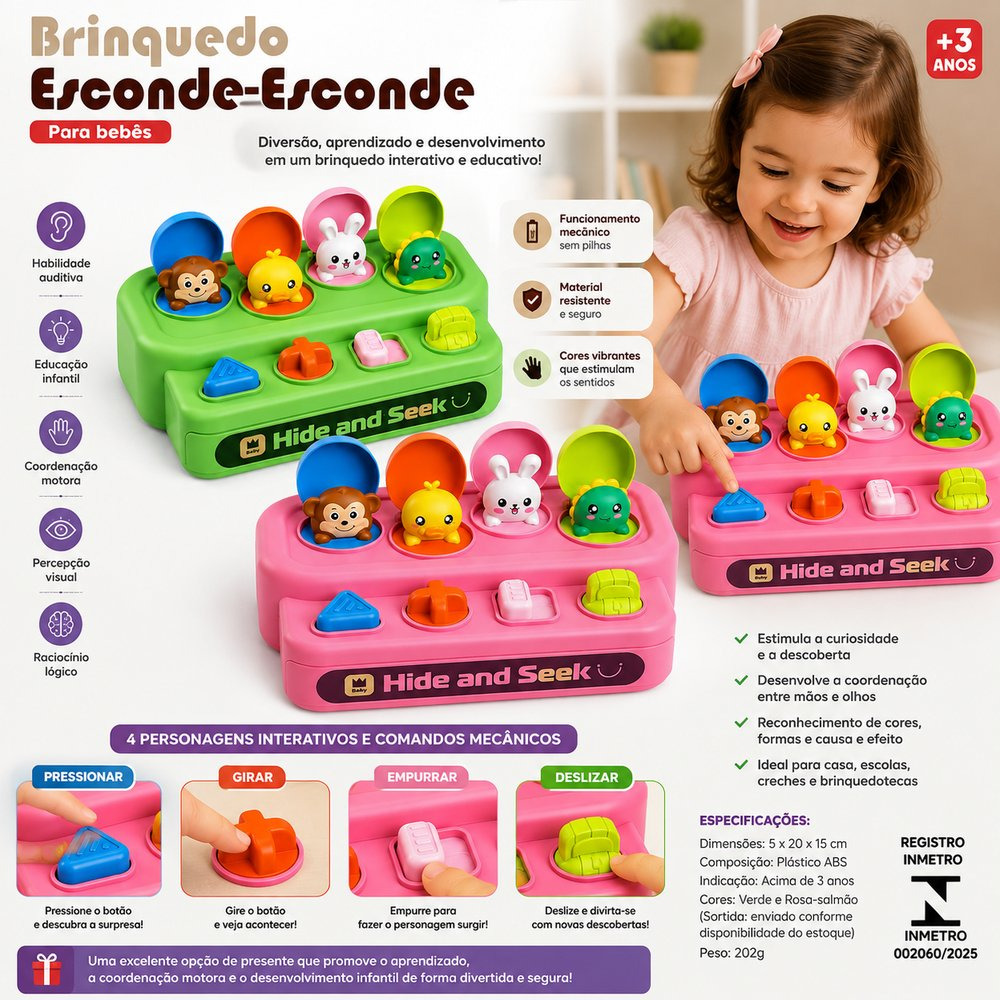 Brinquedo
Esconde-Esconde
Para bebês
+3
ANOS
Diversão, aprendizado e desenvolvimento
em um brinquedo interativo e educativo!
Habilidade
auditiva
Educação
infantil
Coordenação
motora
Percepção
visual
Raciocínio
lógico
Funcionamento
mecânico
sem pilhas
Material
resistente
e seguro
Cores vibrantes
que estimulam
os sentidos
Baby
Hide and Seek
Baby
Hide and Seek
Baby
Hide and Seek
Estimula a curiosidade
e a descoberta
Desenvolve a coordenação
entre mãos e olhos
Reconhecimento de cores,
formas e causa e efeito
Ideal para casa, escolas,
creches e brinquedotecas
4 PERSONAGENS INTERATIVOS E COMANDOS MECÂNICOS
PRESSIONAR
Pressione o botão
e descubra a surpresa!
GIRAR
Gire o botão
e veja acontecer!
EMPURRAR
Empurre para
fazer o personagem surgir!
DESLIZAR
Deslize e divirta-se
com novas descobertas!
ESPECIFICAÇÕES:
Dimensões: 5 x 20 x 15 cm
Composição: Plástico ABS
Indicação: Acima de 3 anos
Cores: Verde e Rosa-salmão
(Sortida: enviado conforme
disponibilidade do estoque)
Peso: 202g
REGISTRO
INMETRO
INMETRO
002060/2025
Uma excelente opção de presente que promove o aprendizado,
a coordenação motora e o desenvolvimento infantil de forma divertida e segura!